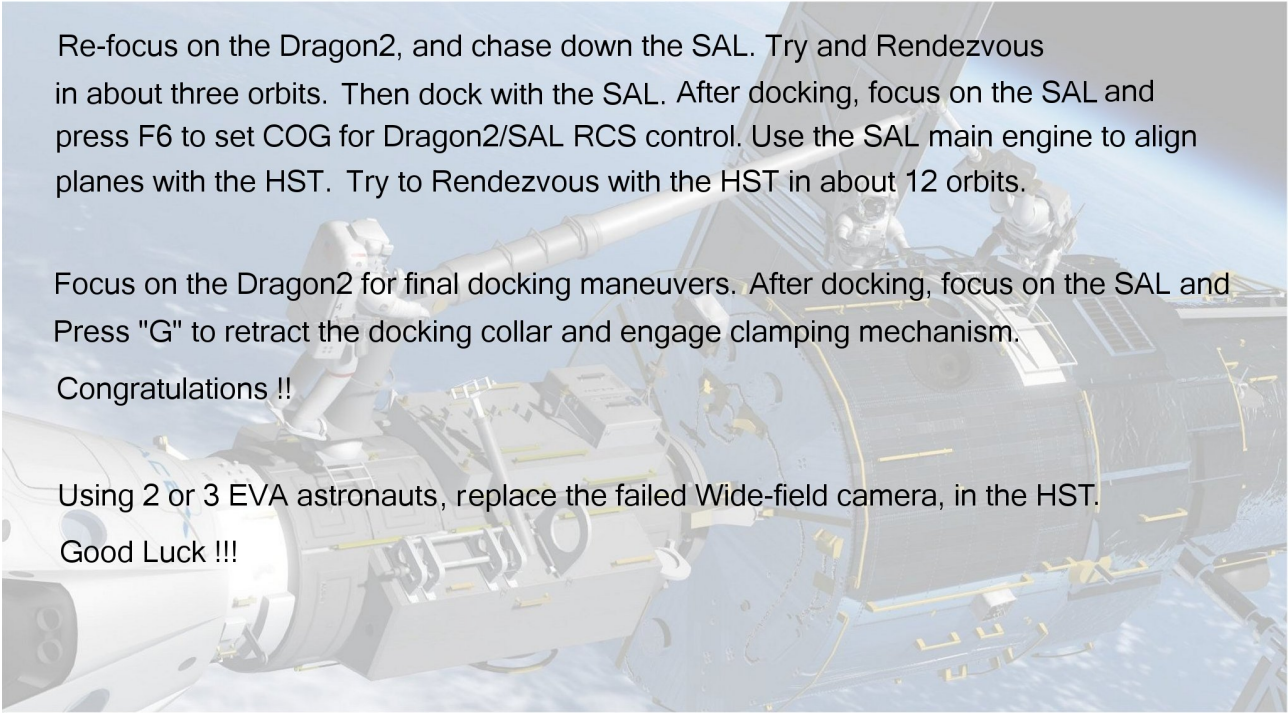 Re-focus on the Dragon2, and chase down the SAL. Try and Rendezvous
in about three orbits. Then dock with the SAL. After docking, focus on the SAL and
press F6 to set COG for Dragon2/SAL RCS control. Use the SAL main engine to align
planes with the HST. Try to Rendezvous with the HST in about 12 orbits.
Focus on the Dragon2 for final docking maneuvers. After docking, focus on the SAL and
Press "G" to retract the docking collar and engage clamping mechanism.
Congratulations !!
Using 2 or 3 EVA astronauts, replace the failed Wide-field camera, in the HST.
Good Luck !!!